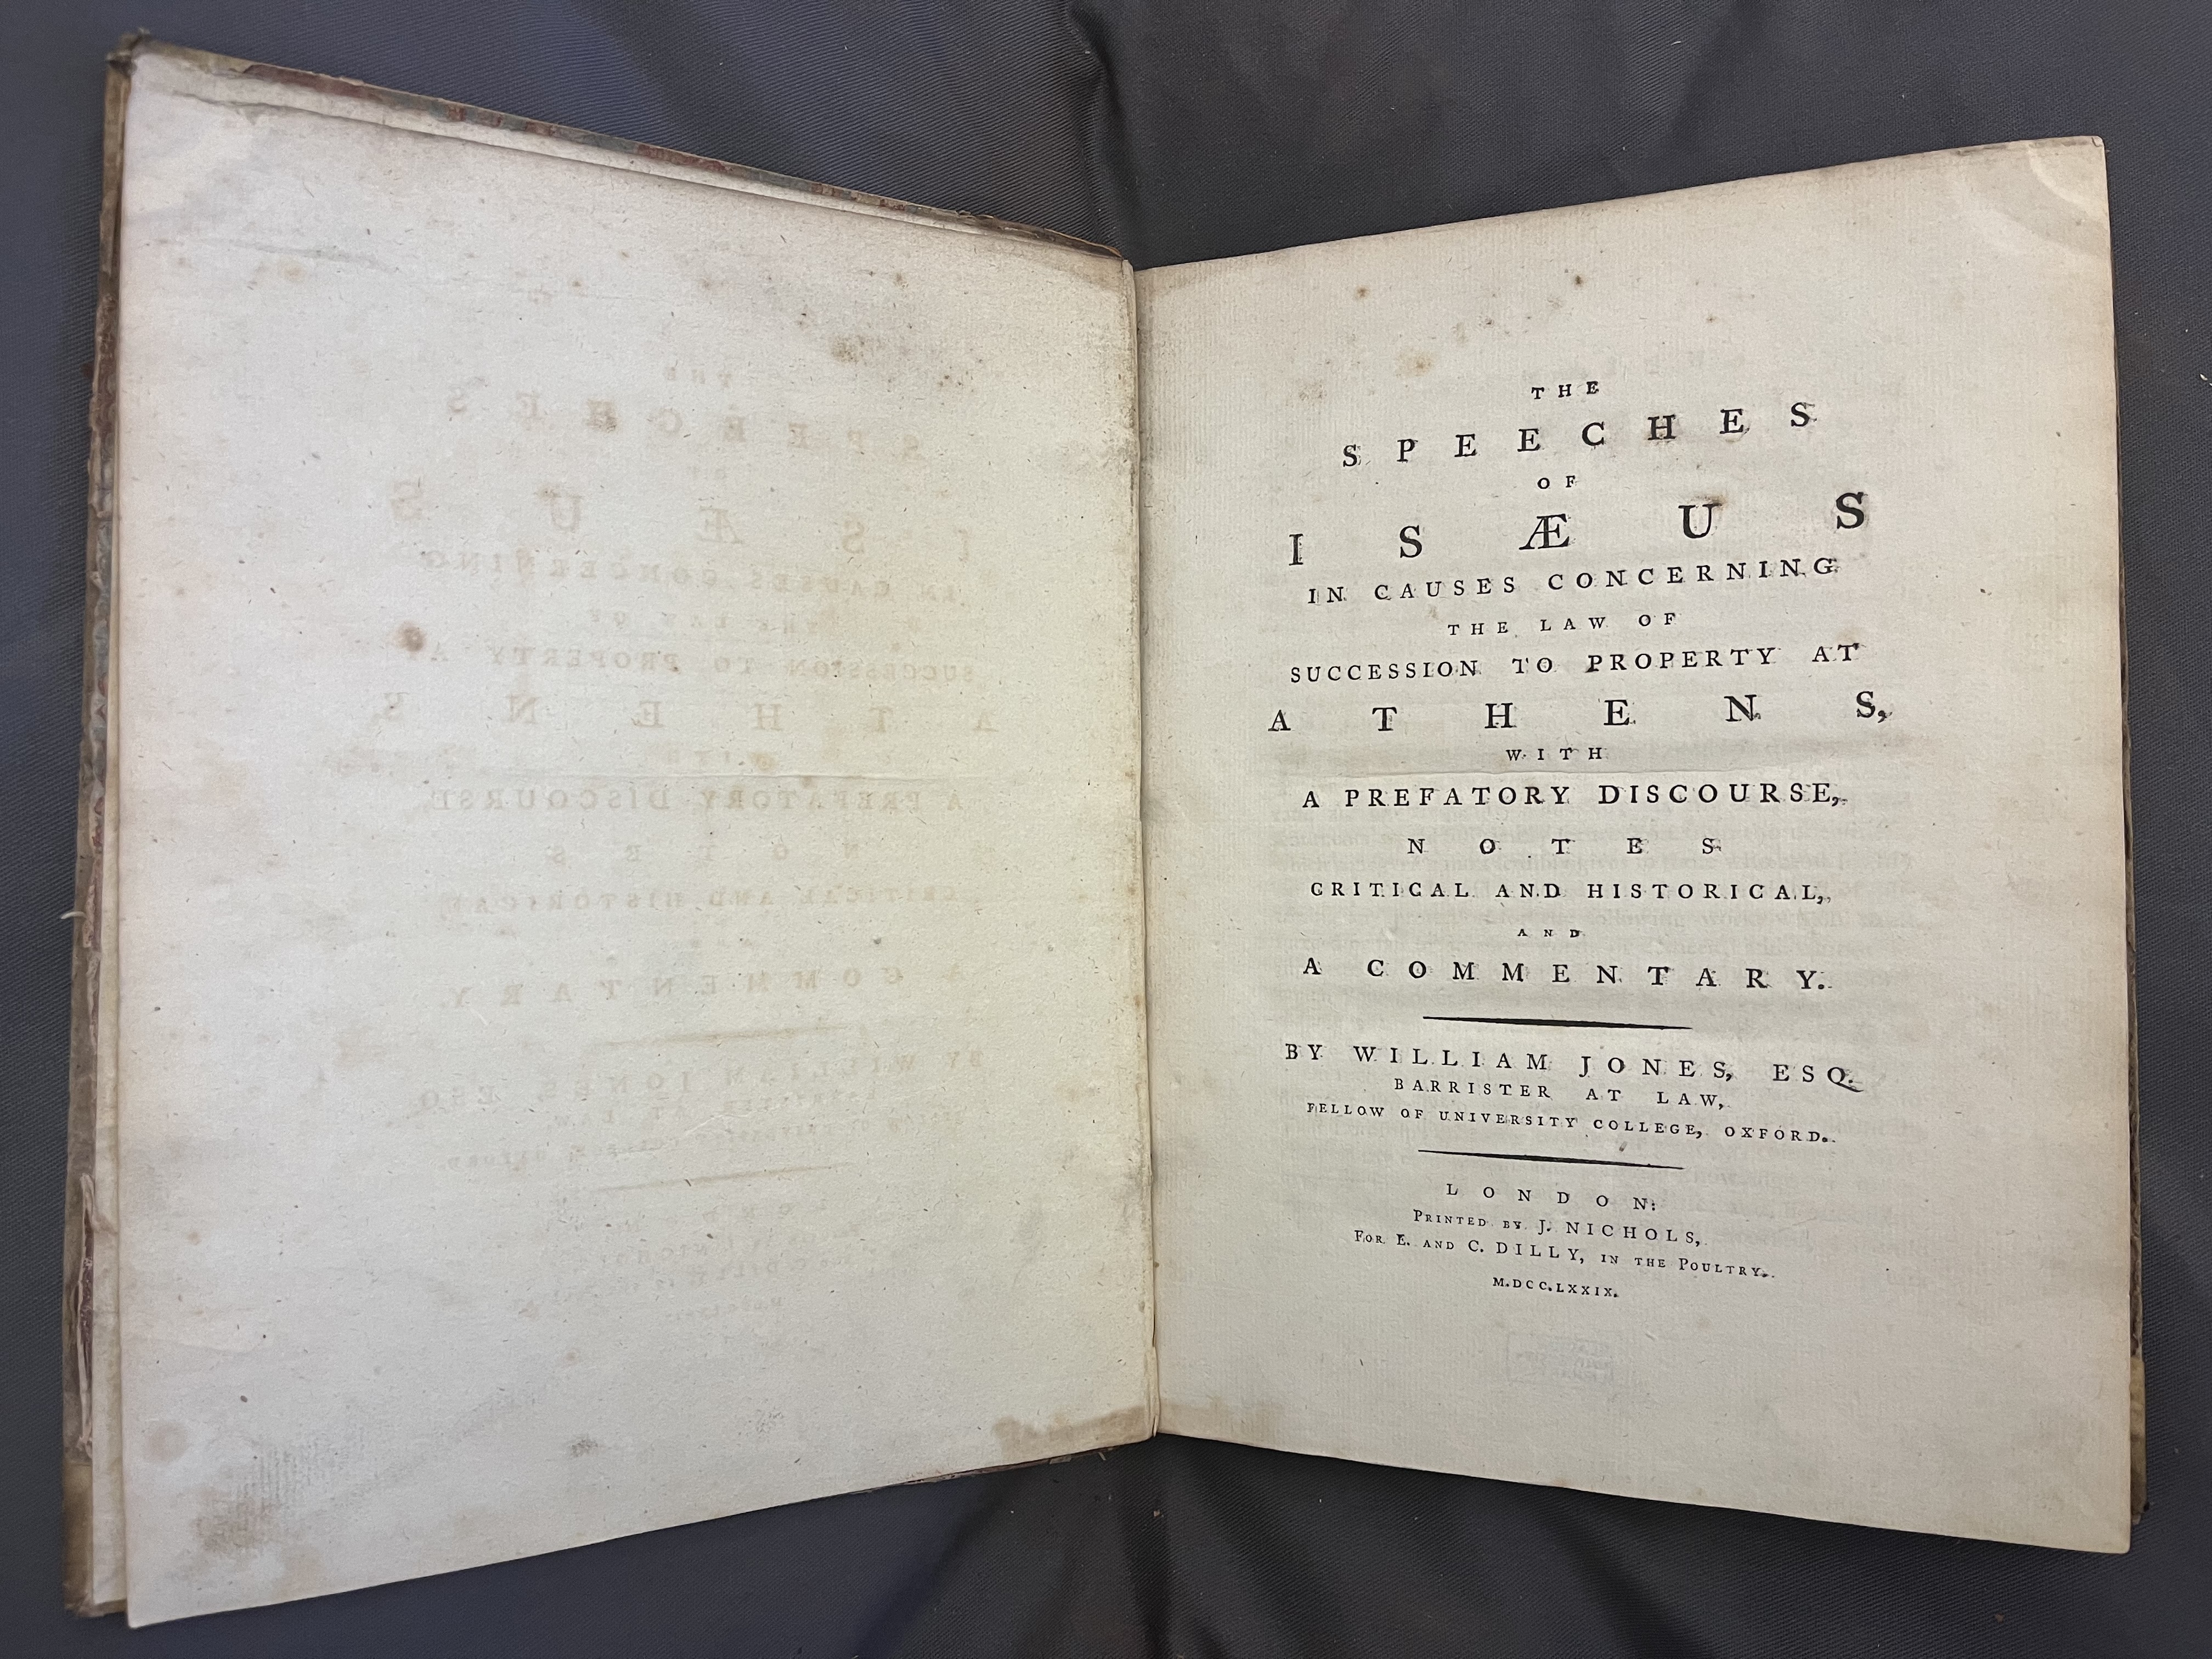 THE
SPEECHES
OF
ISÆUS
IN CAUSES CONCERNING
THE LAW OF
SUCCESSION TO PROPERTY AT
ATHENS,
WITH
A PREFATORY DISCOURSE,
NOTES
CRITICAL AND HISTORICAL,
AND
A COMMENTARY.
BY WILLIAM JONES, ESQ.
BARRISTER AT LAW,
FELLOW OF UNIVERSITY COLLEGE, OXFORD.
LONDON:
PRINTED BY J. NICHOLS,
FOR E. AND C. DILLY, IN THE POULTRY.
M.DCC.LXXIX.